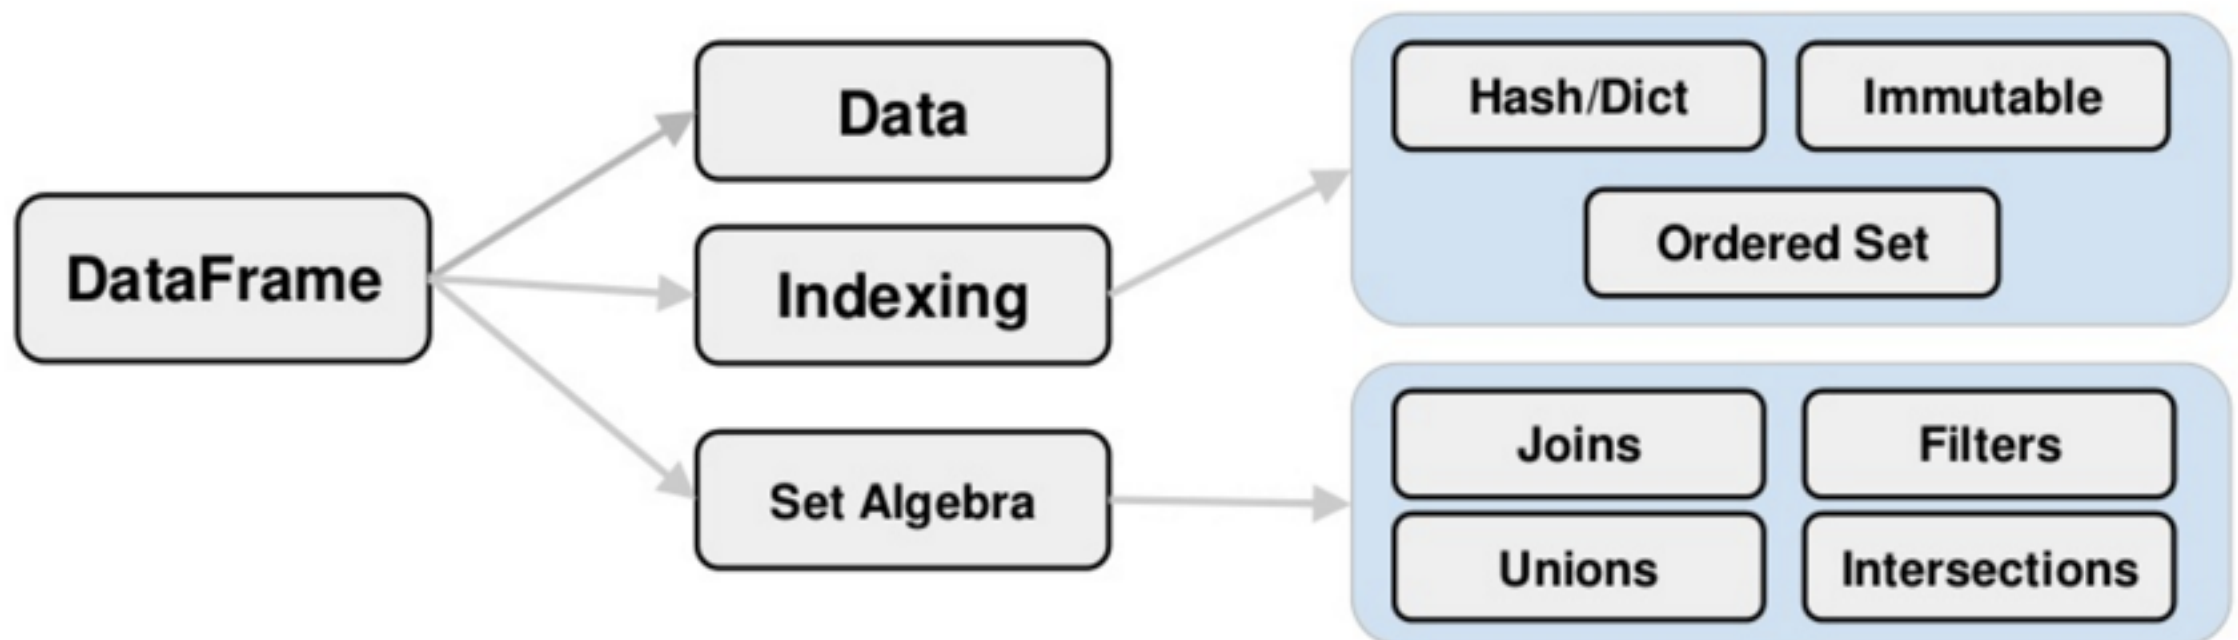 DataFrame
Data
Indexing
Set Algebra
Hash/Dict
Immutable
Ordered Set
Joins
Filters
Unions
Intersections